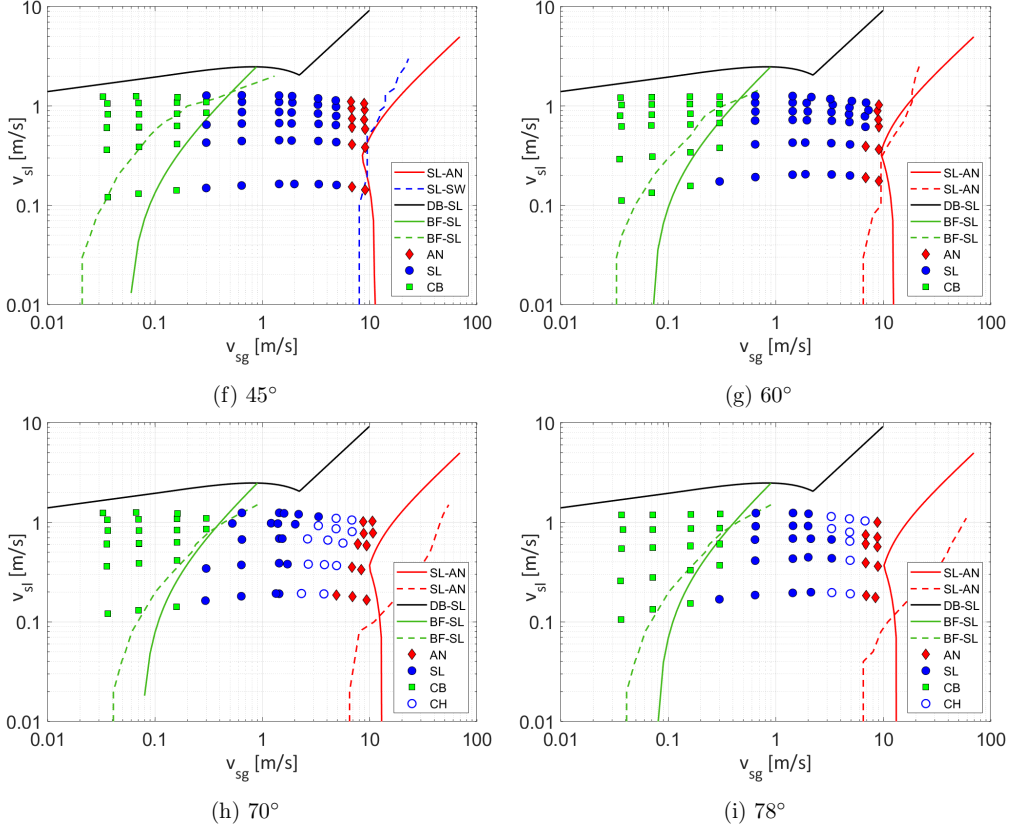 10
1
0.1
0.01
v_sl [m/s]
0.01 0.1 1 10 100
v_sg [m/s]
SL-AN
SL-SW
DB-SL
BF-SL
BF-SL
AN
SL
CB
(f) 45°
10
1
0.1
0.01
v_sl [m/s]
0.01 0.1 1 10 100
v_sg [m/s]
SL-AN
SL-AN
DB-SL
BF-SL
BF-SL
AN
SL
CB
(g) 60°
10
1
0.1
0.01
v_sl [m/s]
0.01 0.1 1 10 100
v_sg [m/s]
SL-AN
SL-AN
DB-SL
BF-SL
BF-SL
AN
SL
CB
CH
(h) 70°
10
1
0.1
0.01
v_sl [m/s]
0.01 0.1 1 10 100
v_sg [m/s]
SL-AN
SL-AN
DB-SL
BF-SL
BF-SL
AN
SL
CB
CH
(i) 78°